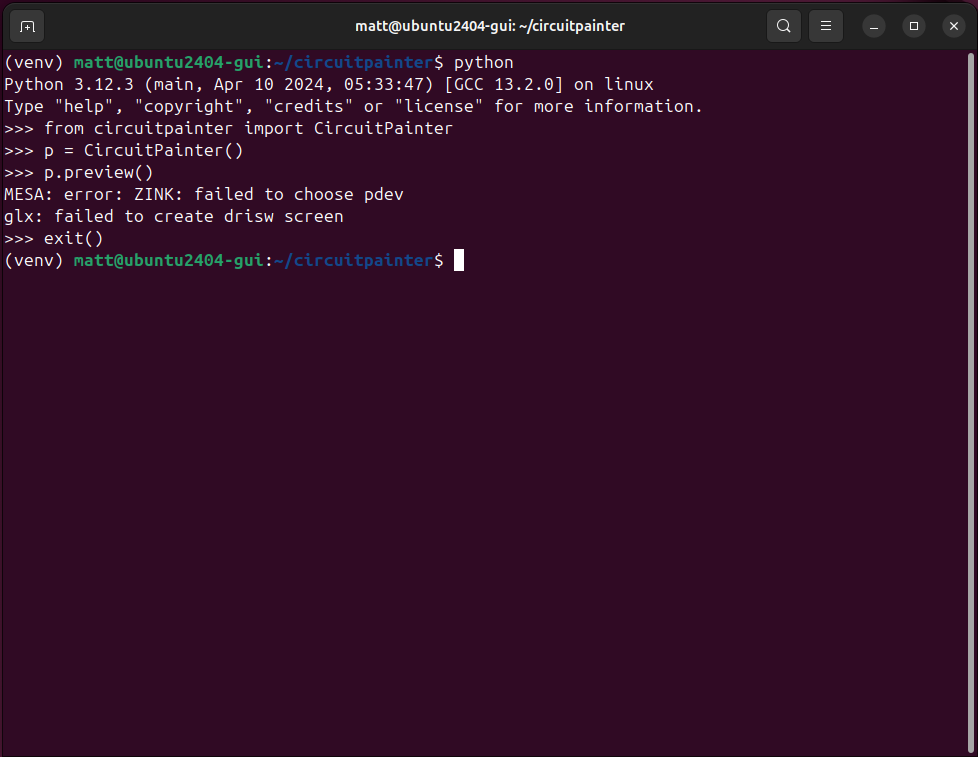 matt@ubuntu2404-gui: ~/circuitpainter
(venv) matt@ubuntu2404-gui:~/circuitpainter$ python
Python 3.12.3 (main, Apr 10 2024, 05:33:47) [GCC 13.2.0] on linux
Type "help", "copyright", "credits" or "license" for more information.
>>> from circuitpainter import CircuitPainter
>>> p = CircuitPainter()
>>> p.preview()
MESA: error: ZINK: failed to choose pdev
glx: failed to create drisw screen
>>> exit()
(venv) matt@ubuntu2404-gui:~/circuitpainter$